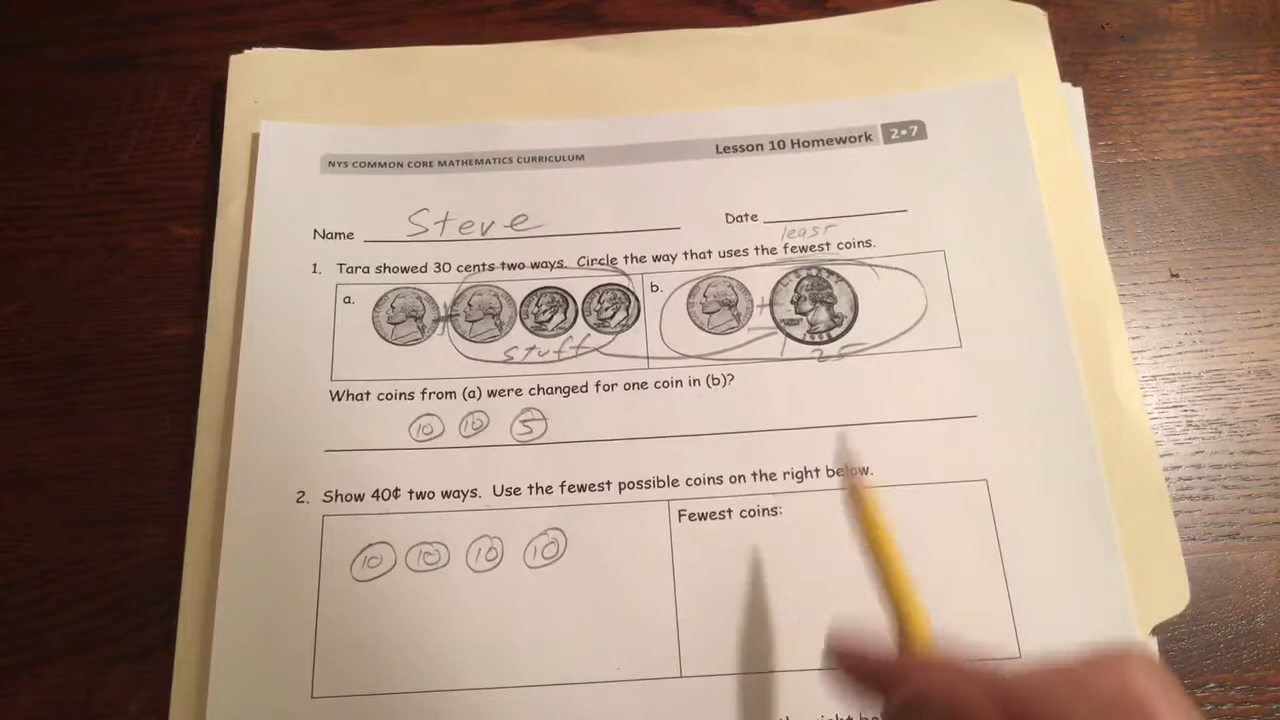 NYS COMMON CORE MATHEMATICS CURRICULUM Lesson 10 Homework 2•7
Name Steve Date
least
1. Tara showed 30 cents two ways. Circle the way that uses the fewest coins.
a. b.
LIBERTY
1998
stuff 25
What coins from (a) were changed for one coin in (b)?
10 10 5
2. Show 40¢ two ways. Use the fewest possible coins on the right below.
Fewest coins:
10 10 10 10